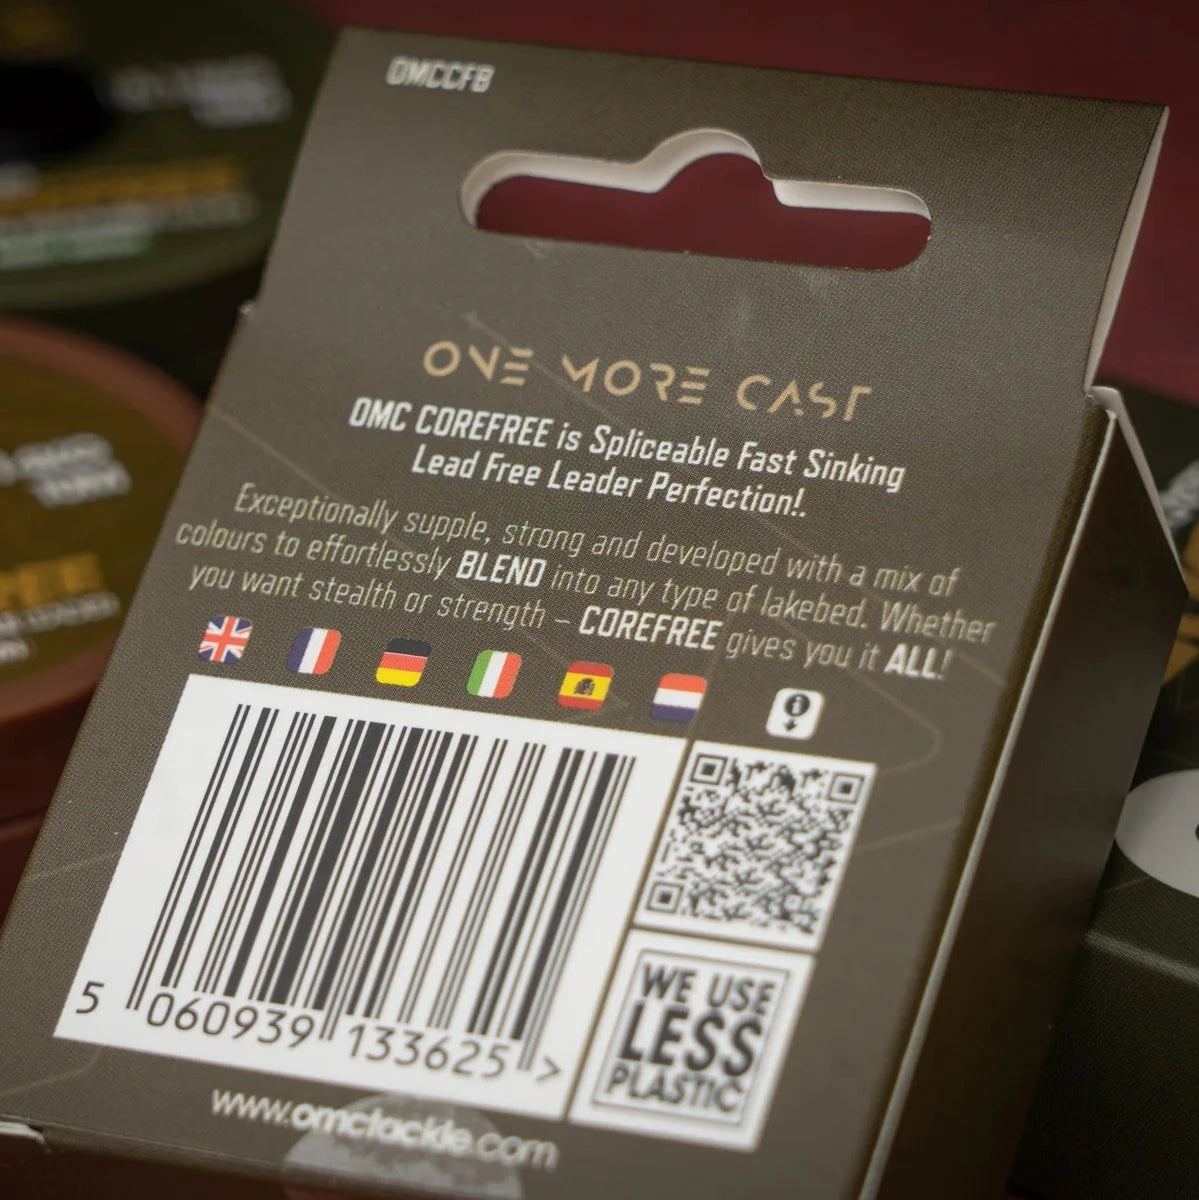 OMCCFB
ONE MORE CAST
OMC COREFREE is Spliceable Fast Sinking
Lead Free Leader Perfection!.
Exceptionally supple, strong and developed with a mix of
colours to effortlessly BLEND into any type of lakebed. Whether
you want stealth or strength – COREFREE gives you it ALL!
5 060939 133625 >
WE USE
LESS
PLASTIC
www.omctackle.com